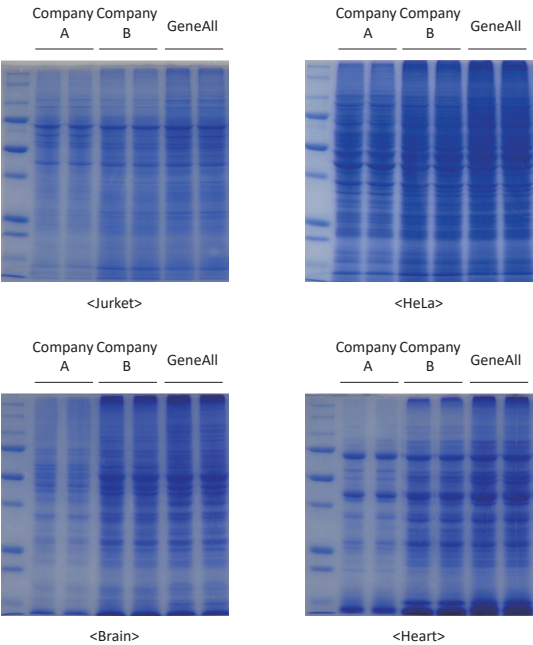 Company Company GeneAll
A B
Company Company GeneAll
A B
<Jurket>
<HeLa>
Company Company GeneAll
A B
Company Company GeneAll
A B
<Brain>
<Heart>